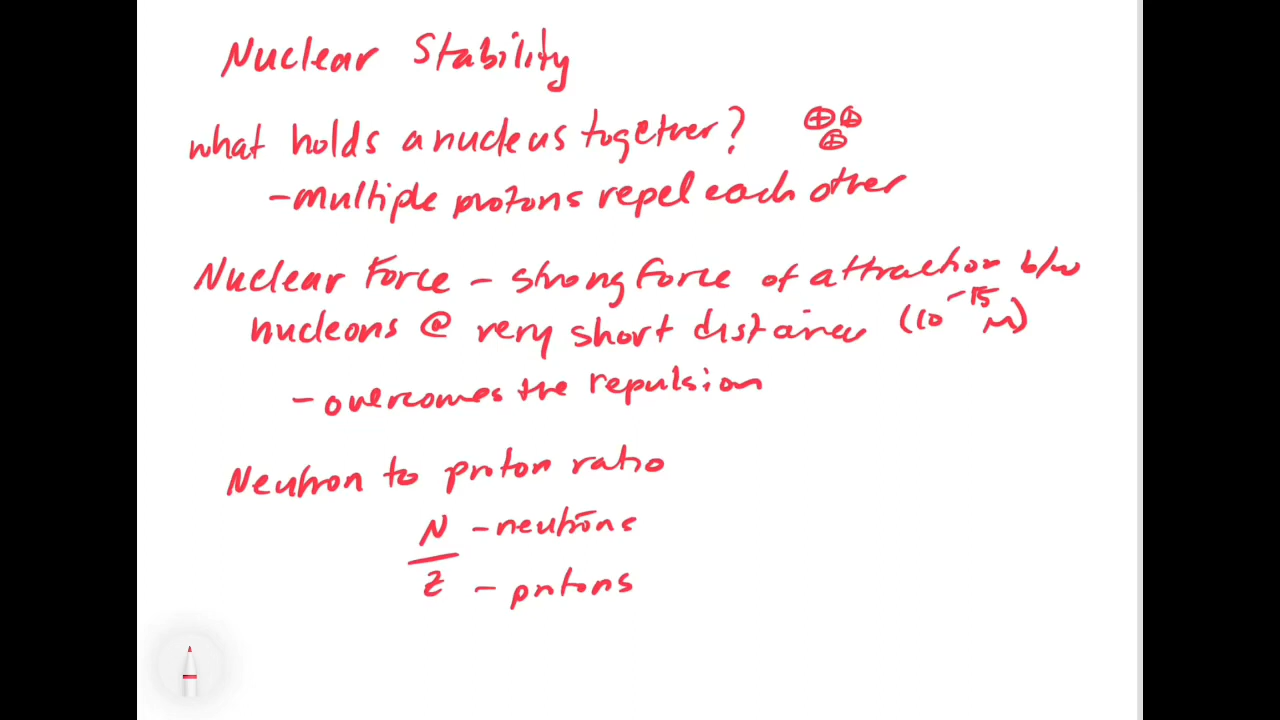 Nuclear Stability
what holds a nucleus together? ⊕⊕⊕
- multiple protons repel each other
Nuclear Force - strong force of attraction b/w
nucleons @ very short distance (10⁻¹⁵ m)
- overcomes the repulsion
Neutron to proton ratio
N - neutrons
Z - protons